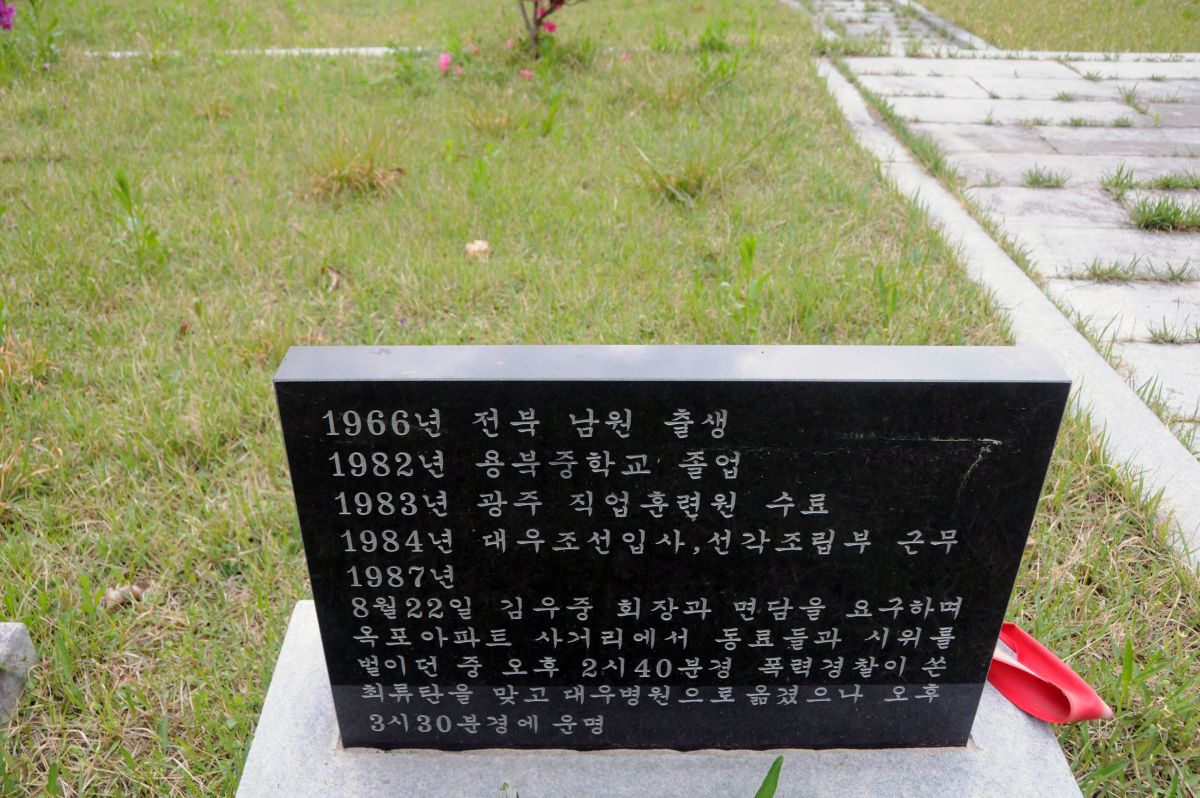 1966년 전북 남원 출생
1982년 용북중학교 졸업
1983년 광주 직업훈련원 수료
1984년 대우조선입사,선각조립부 근무
1987년
8월22일 김우중 회장과 면담을 요구하며
옥포아파트 사거리에서 동료들과 시위를
벌이던 중 오후 2시40분경 폭력경찰이 쏜
최류탄을 맞고 대우병원으로 옮겼으나 오후
3시30분경에 운명